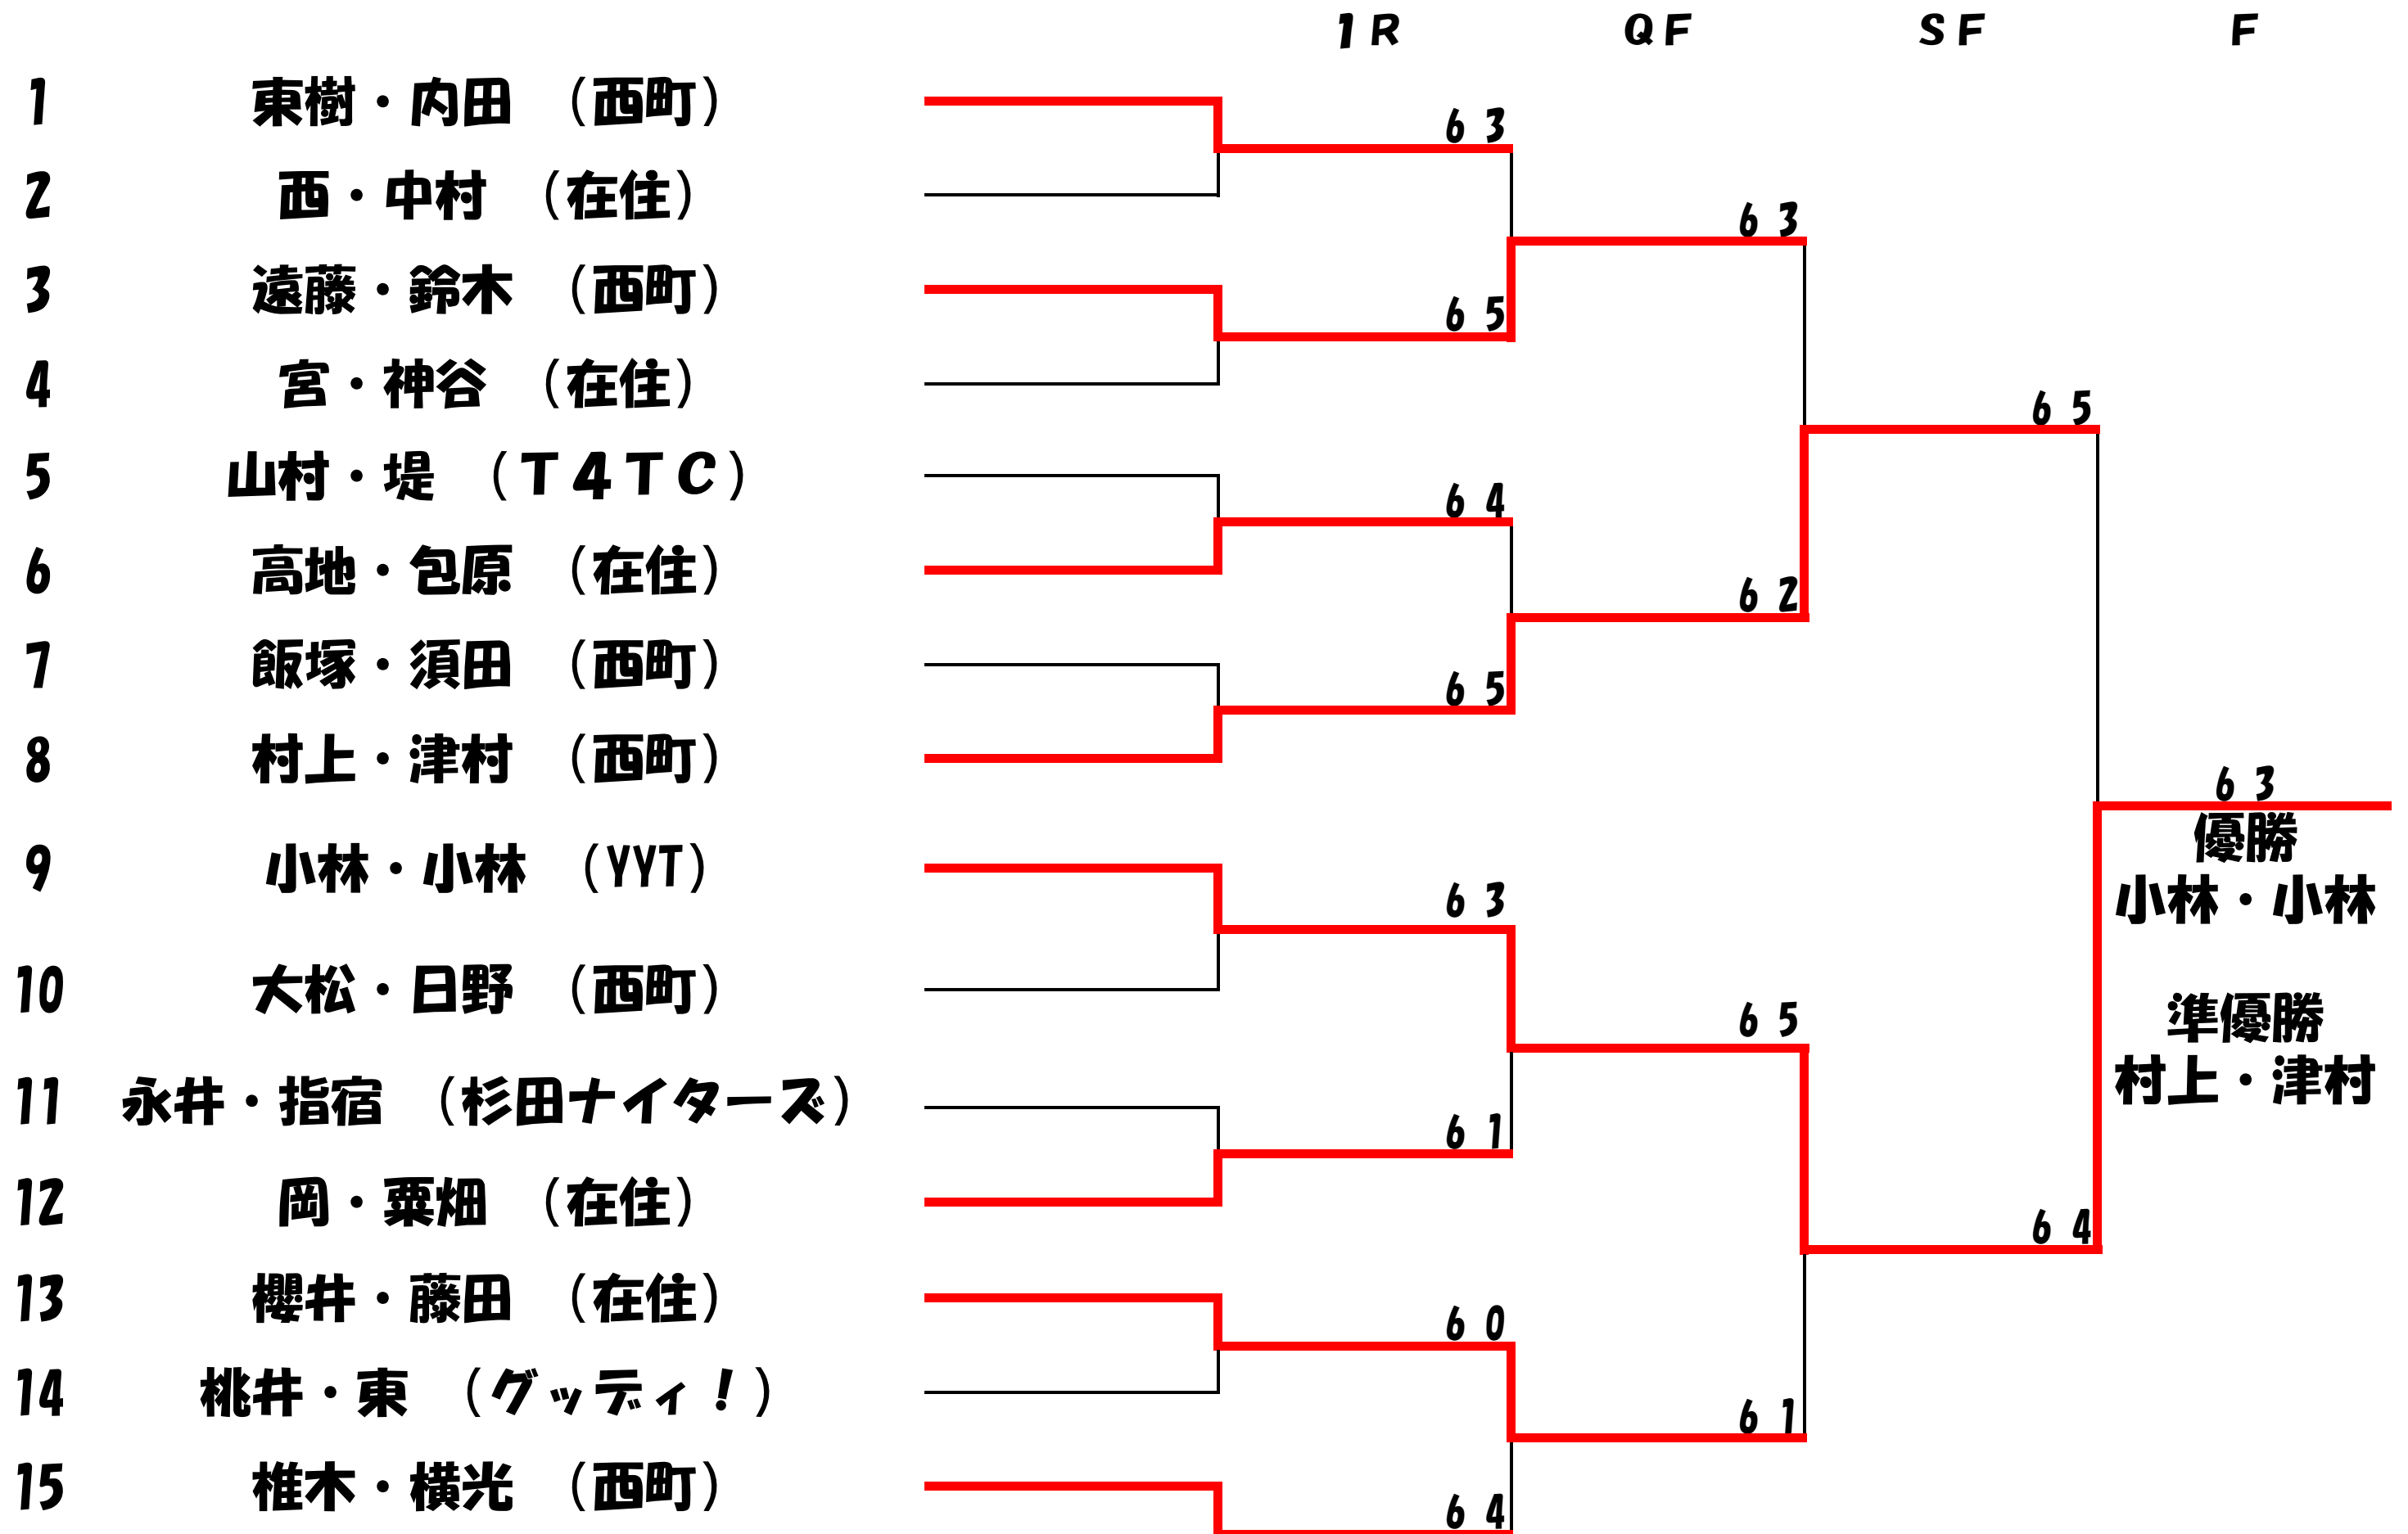 1R QF SF F
1 東樹・内田 （西町）
6 3
2 西・中村 （在住）
6 3
3 遠藤・鈴木 （西町）
6 5
4 宮・神谷 （在住）
6 5
5 山村・堤 （T4TC）
6 4
6 高地・包原 （在住）
6 2
7 飯塚・須田 （西町）
6 5
8 村上・津村 （西町）
6 3
優勝
9 小林・小林 （YYT）
6 3
小林・小林
10 大松・日野 （西町）
6 5
準優勝
村上・津村
11 永井・指宿 （杉田ナイターズ）
6 1
12 岡・粟畑 （在住）
6 4
13 櫻井・藤田 （在住）
6 0
14 桃井・東 （グッディ！）
6 1
15 椎木・横光 （西町）
6 4